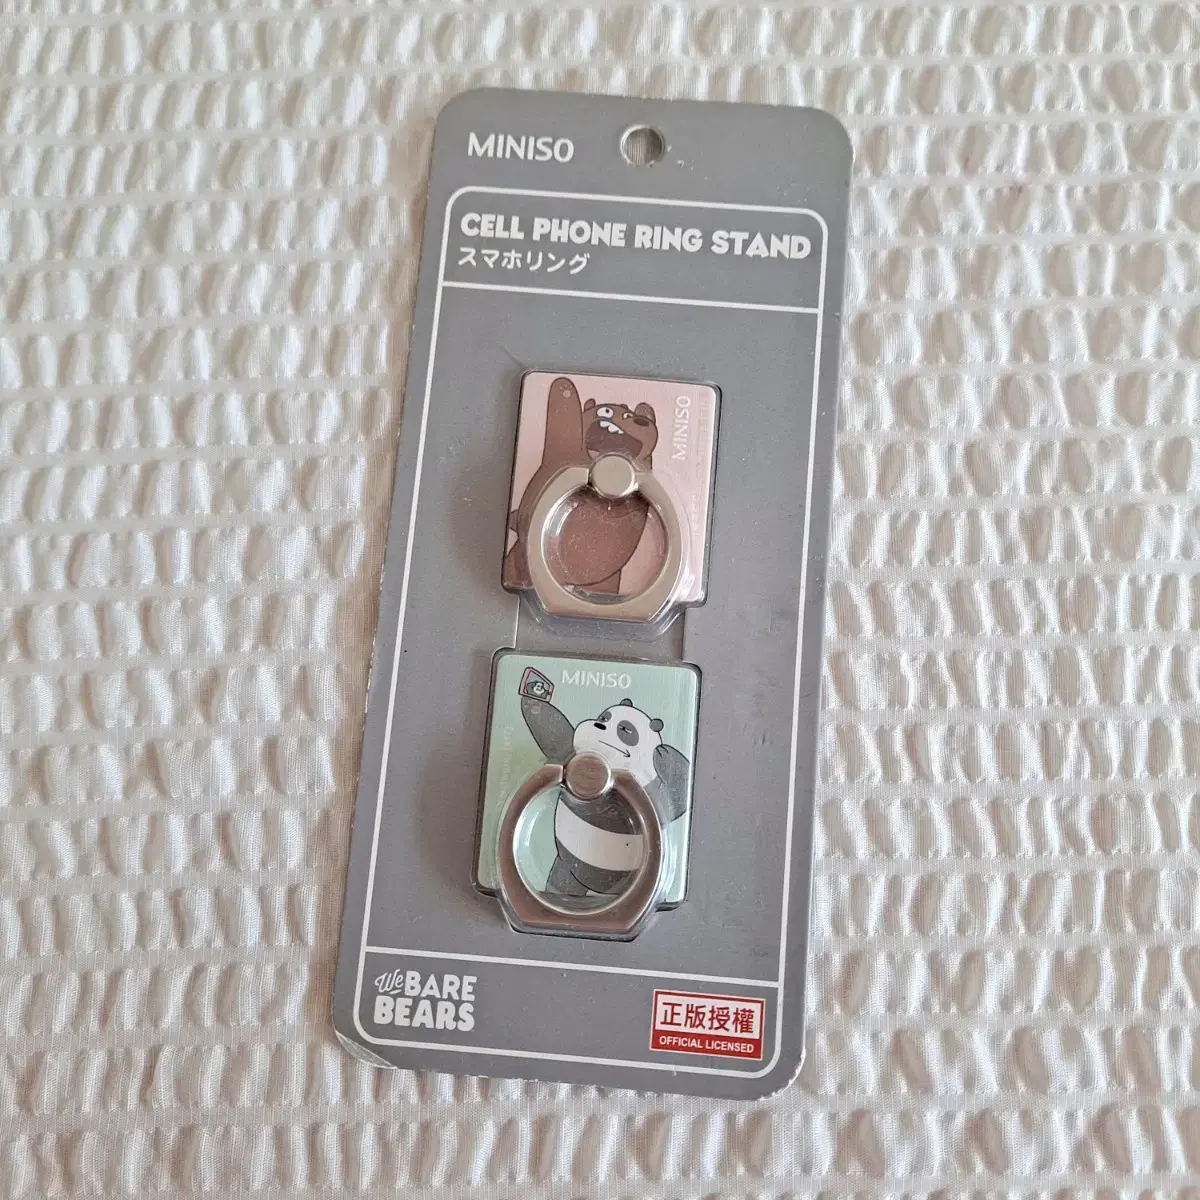 MINISO
CELL PHONE RING STAND
スマホリング
MINISO
MINISO
We BARE
BEARS
正版授權
OFFICIAL LICENSED